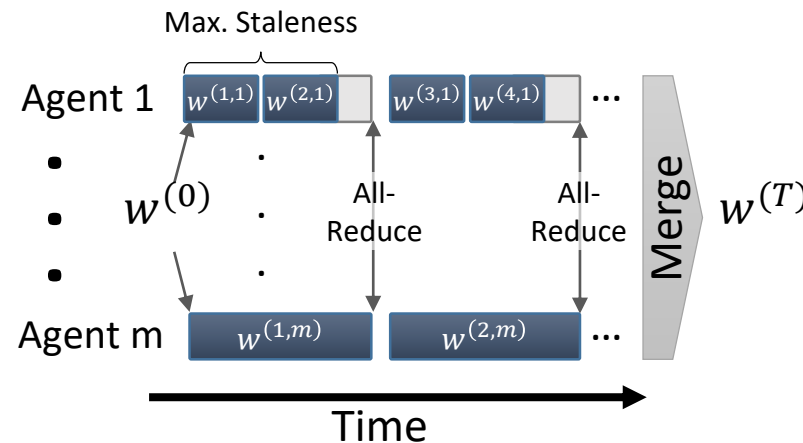 Max. Staleness
Agent 1
w^(1,1)
w^(2,1)
w^(3,1)
w^(4,1)
...
w^(0)
All-
Reduce
All-
Reduce
Merge
w^(T)
Agent m
w^(1,m)
w^(2,m)
...
Time